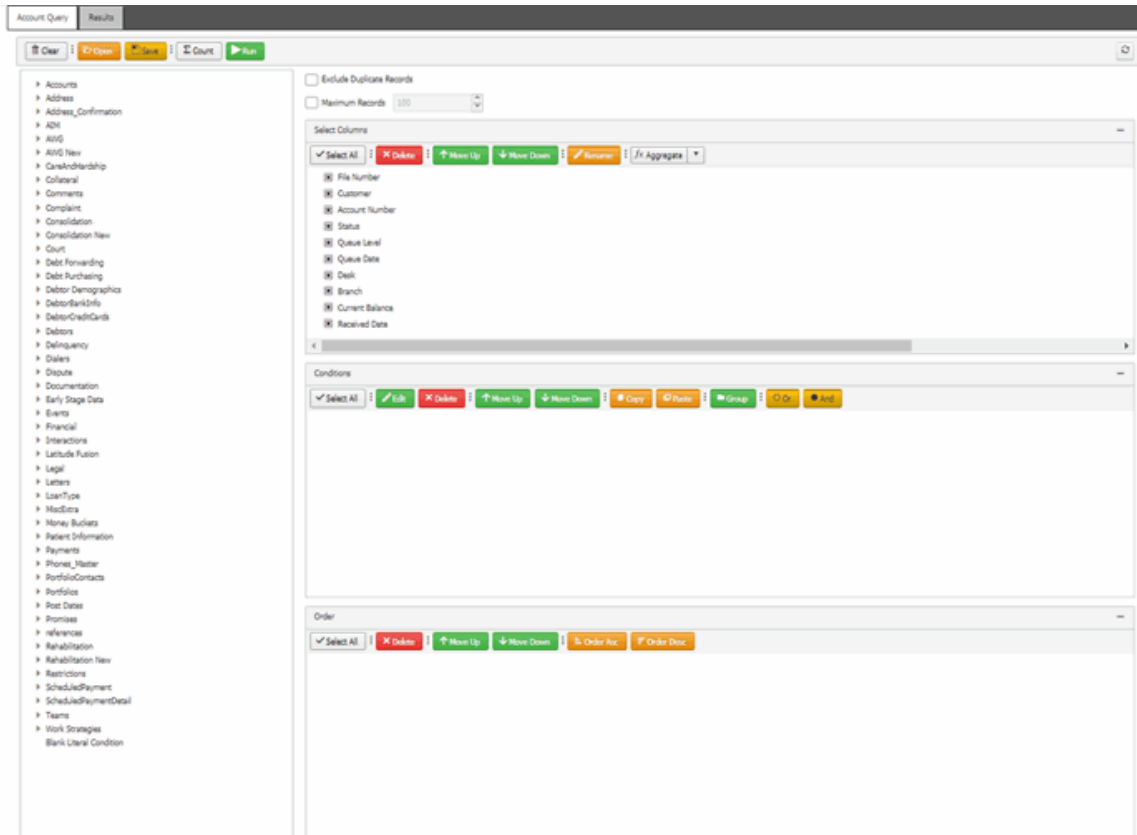 Account Query Results
Clear Open Save Σ Count Run
Accounts
Address
Address_Confirmation
AIM
AWG
AWG New
CareAndHardship
Collateral
Comments
Complaint
Consolidation
Consolidation New
Court
Debt Forwarding
Debt Purchasing
Debtor Demographics
DebtorBankInfo
DebtorCreditCards
Debtors
Delinquency
Dialers
Dispute
Documentation
Early Stage Data
Events
Financial
Interactions
Latitude Fusion
Legal
Letters
LoanType
MiscExtra
Money Buckets
Patient Information
Payments
Phones_Master
PortfolioContacts
Portfolios
Post Dates
Promises
references
Rehabilitation
Rehabilitation New
Restrictions
ScheduledPayment
ScheduledPaymentDetail
Teams
Work Strategies
Blank Literal Condition
Exclude Duplicate Records
Maximum Records 100
Select Columns
Select All Delete Move Up Move Down Rename fx Aggregate
File Number
Customer
Account Number
Status
Queue Level
Queue Date
Desk
Branch
Current Balance
Received Date
Conditions
Select All Edit Delete Move Up Move Down Copy Paste Group Or And
Order
Select All Delete Move Up Move Down Order Asc Order Desc